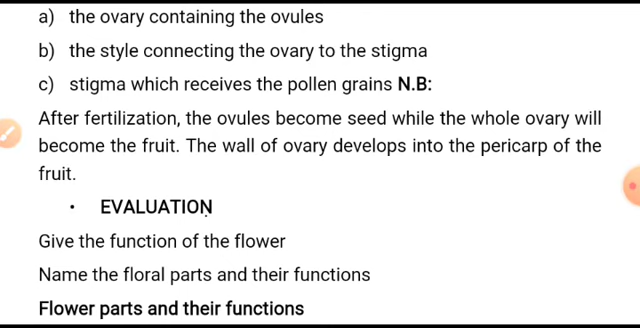 a) the ovary containing the ovules
b) the style connecting the ovary to the stigma
c) stigma which receives the pollen grains N.B:
After fertilization, the ovules become seed while the whole ovary will
become the fruit. The wall of ovary develops into the pericarp of the
fruit.
• EVALUATION
Give the function of the flower
Name the floral parts and their functions
Flower parts and their functions